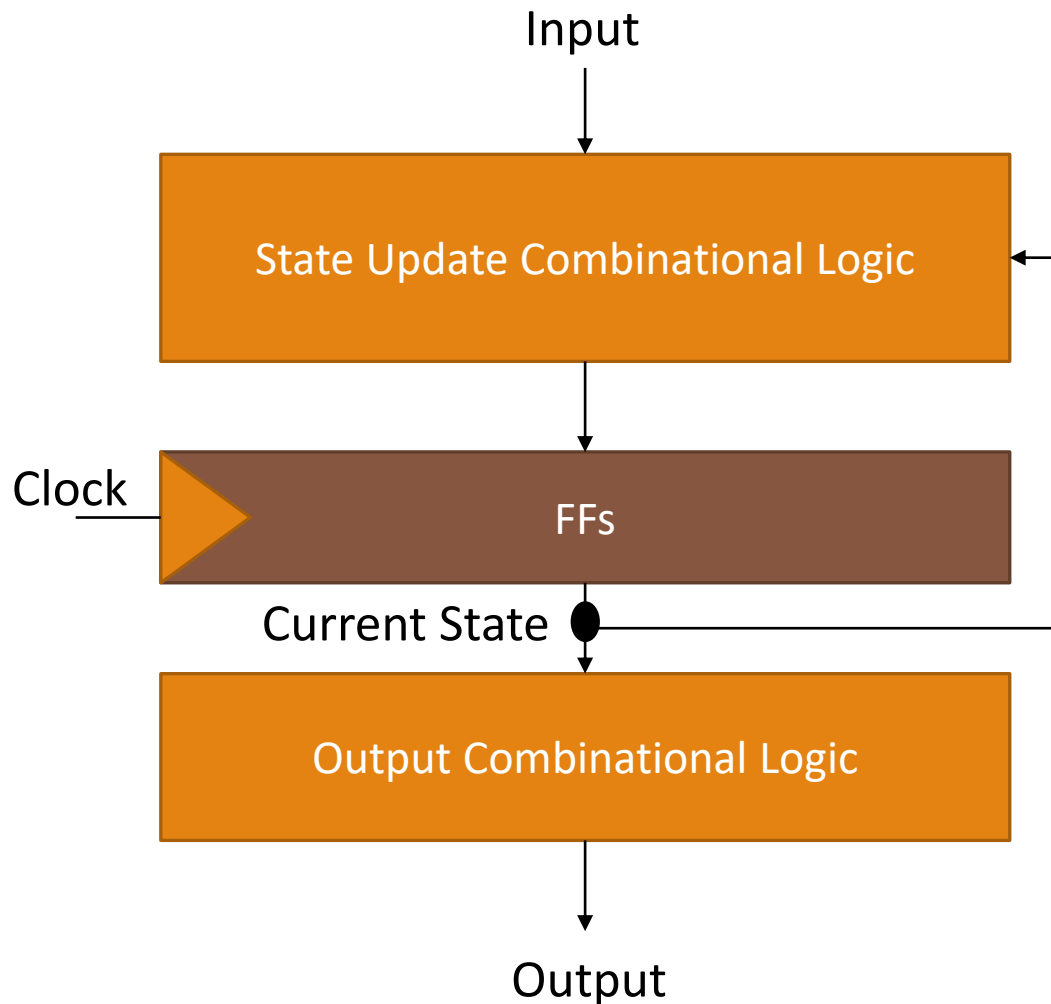 Input
State Update Combinational Logic
Clock
FFs
Current State
Output Combinational Logic
Output